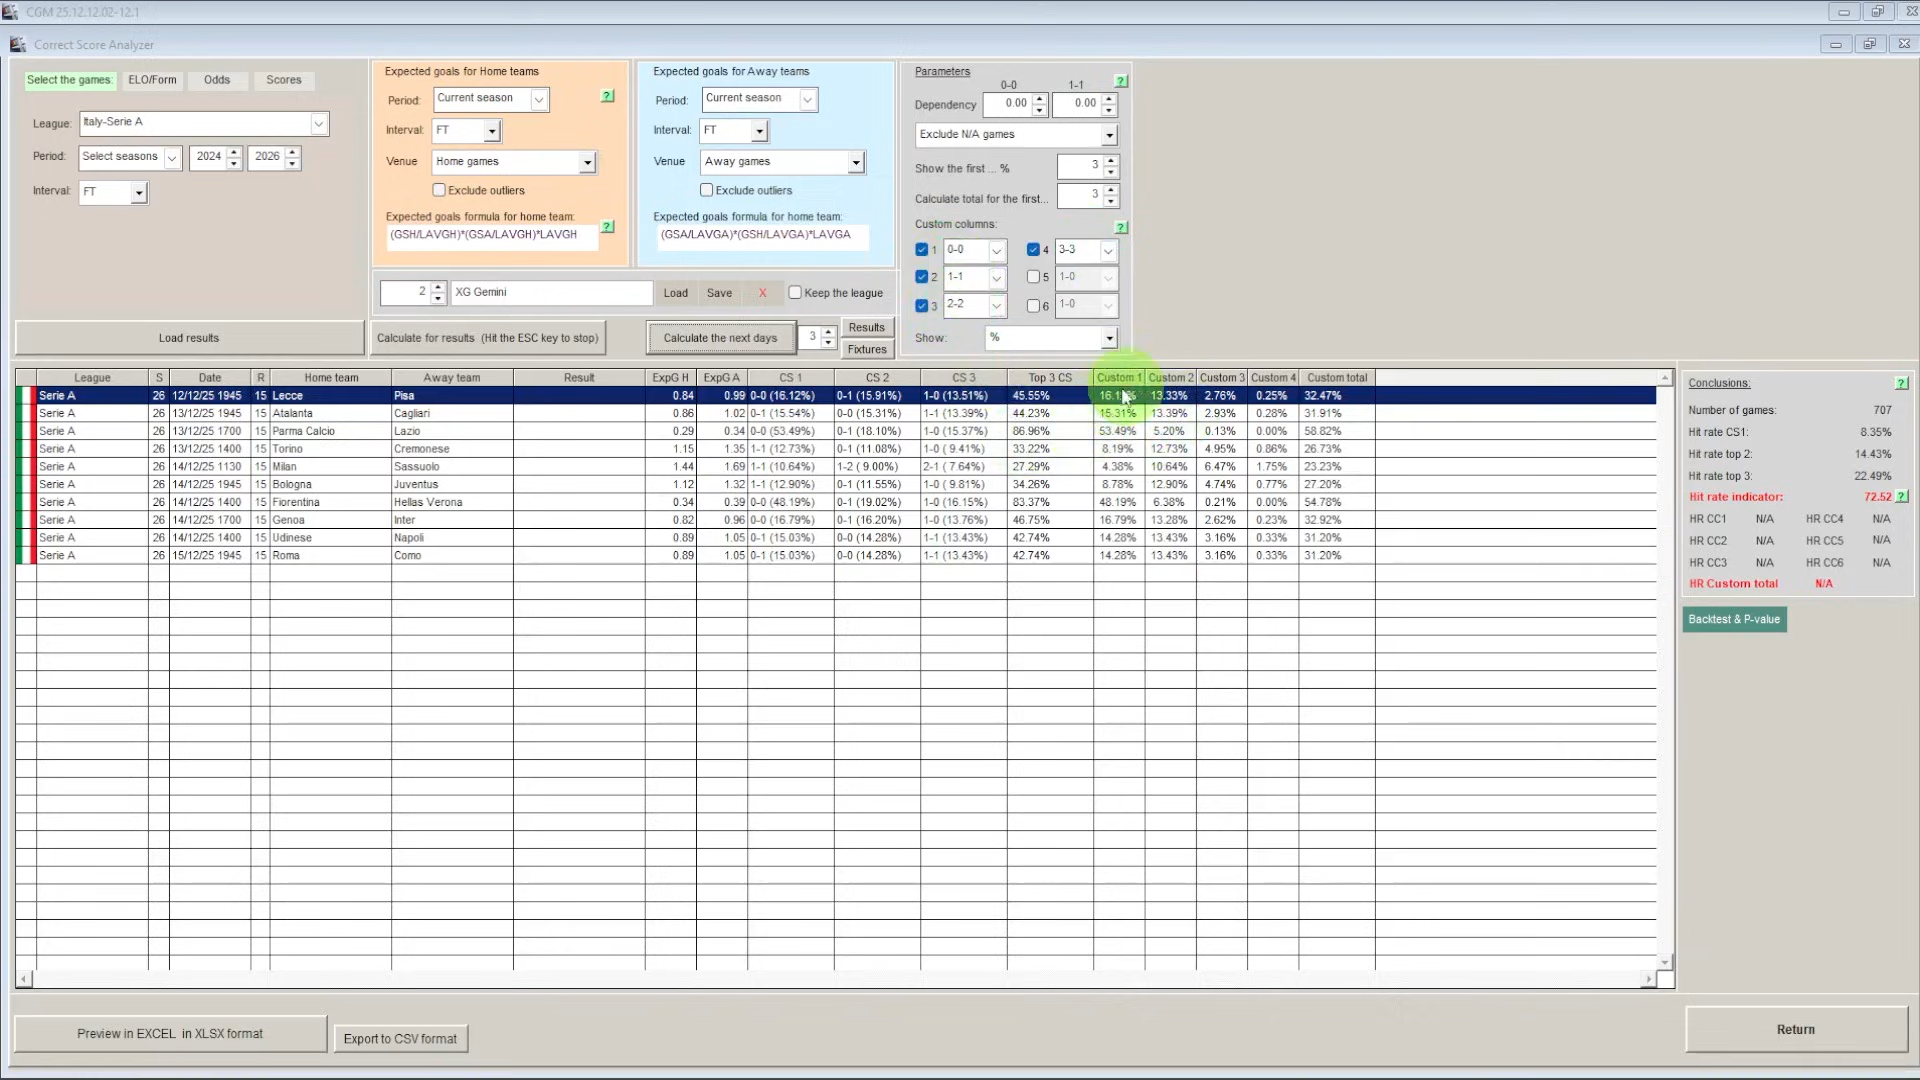 CGM 25.12.12.02-12.1
Correct Score Analyzer
Select the games: ELO/Form Odds Scores
League: Italy-Serie A
Period: Select seasons 2024 2026
Interval: FT
Load results
Expected goals for Home teams
Period: Current season ?
Interval: FT
Venue Home games
Exclude outliers
Expected goals formula for home team: ?
(GSH/LAVGH)*(GSA/LAVGH)*LAVGH
Expected goals for Away teams
Period: Current season
Interval: FT
Venue Away games
Exclude outliers
Expected goals formula for home team:
(GSA/LAVGA)*(GSH/LAVGA)*LAVGA
2 XG Gemini Load Save X Keep the league
Calculate for results (Hit the ESC key to stop) Calculate the next days 3 Results
Fixtures
Parameters 0-0 1-1 ?
Dependency 0.00 0.00
Exclude N/A games
Show the first ... % 3
Calculate total for the first... 3
Custom columns: ?
1 0-0 4 3-3
2 1-1 5 1-0
3 2-2 6 1-0
Show: %
League S Date R Home team Away team Result ExpG H ExpG A CS 1 CS 2 CS 3 Top 3 CS Custom 1 Custom 2 Custom 3 Custom 4 Custom total
Serie A 26 12/12/25 1945 15 Lecce Pisa 0.84 0.99 0-0 (16.12%) 0-1 (15.91%) 1-0 (13.51%) 45.55% 13.33% 2.76% 0.25% 32.47%
Serie A 26 13/12/25 1945 15 Atalanta Cagliari 0.86 1.02 0-1 (15.54%) 0-0 (15.31%) 1-1 (13.39%) 44.23% 15.31% 13.39% 2.93% 0.28% 31.91%
Serie A 26 13/12/25 1700 15 Parma Calcio Lazio 0.29 0.34 0-0 (53.49%) 0-1 (18.10%) 1-0 (15.37%) 86.96% 53.49% 5.20% 0.13% 0.00% 58.82%
Serie A 26 13/12/25 1400 15 Torino Cremonese 1.15 1.35 1-1 (12.73%) 0-1 (11.08%) 1-0 ( 9.41%) 33.22% 8.19% 12.73% 4.95% 0.86% 26.73%
Serie A 26 14/12/25 1130 15 Milan Sassuolo 1.44 1.69 1-1 (10.64%) 1-2 ( 9.00%) 2-1 ( 7.64%) 27.29% 4.38% 10.64% 6.47% 1.75% 23.23%
Serie A 26 14/12/25 1945 15 Bologna Juventus 1.12 1.32 1-1 (12.90%) 0-1 (11.55%) 1-0 ( 9.81%) 34.26% 8.78% 12.90% 4.74% 0.77% 27.20%
Serie A 26 14/12/25 1400 15 Fiorentina Hellas Verona 0.34 0.39 0-0 (48.19%) 0-1 (19.02%) 1-0 (16.15%) 83.37% 48.19% 6.38% 0.21% 0.00% 54.78%
Serie A 26 14/12/25 1700 15 Genoa Inter 0.82 0.96 0-0 (16.79%) 0-1 (16.20%) 1-0 (13.76%) 46.75% 16.79% 13.28% 2.62% 0.23% 32.92%
Serie A 26 14/12/25 1400 15 Udinese Napoli 0.89 1.05 0-1 (15.03%) 0-0 (14.28%) 1-1 (13.43%) 42.74% 14.28% 13.43% 3.16% 0.33% 31.20%
Serie A 26 15/12/25 1945 15 Roma Como 0.89 1.05 0-1 (15.03%) 0-0 (14.28%) 1-1 (13.43%) 42.74% 14.28% 13.43% 3.16% 0.33% 31.20%
Conclusions: ?
Number of games: 707
Hit rate CS1: 8.35%
Hit rate top 2: 14.43%
Hit rate top 3: 22.49%
Hit rate indicator: 72.52 ?
HR CC1 N/A HR CC4 N/A
HR CC2 N/A HR CC5 N/A
HR CC3 N/A HR CC6 N/A
HR Custom total N/A
Backtest & P-value
Preview in EXCEL in XLSX format Export to CSV format Return